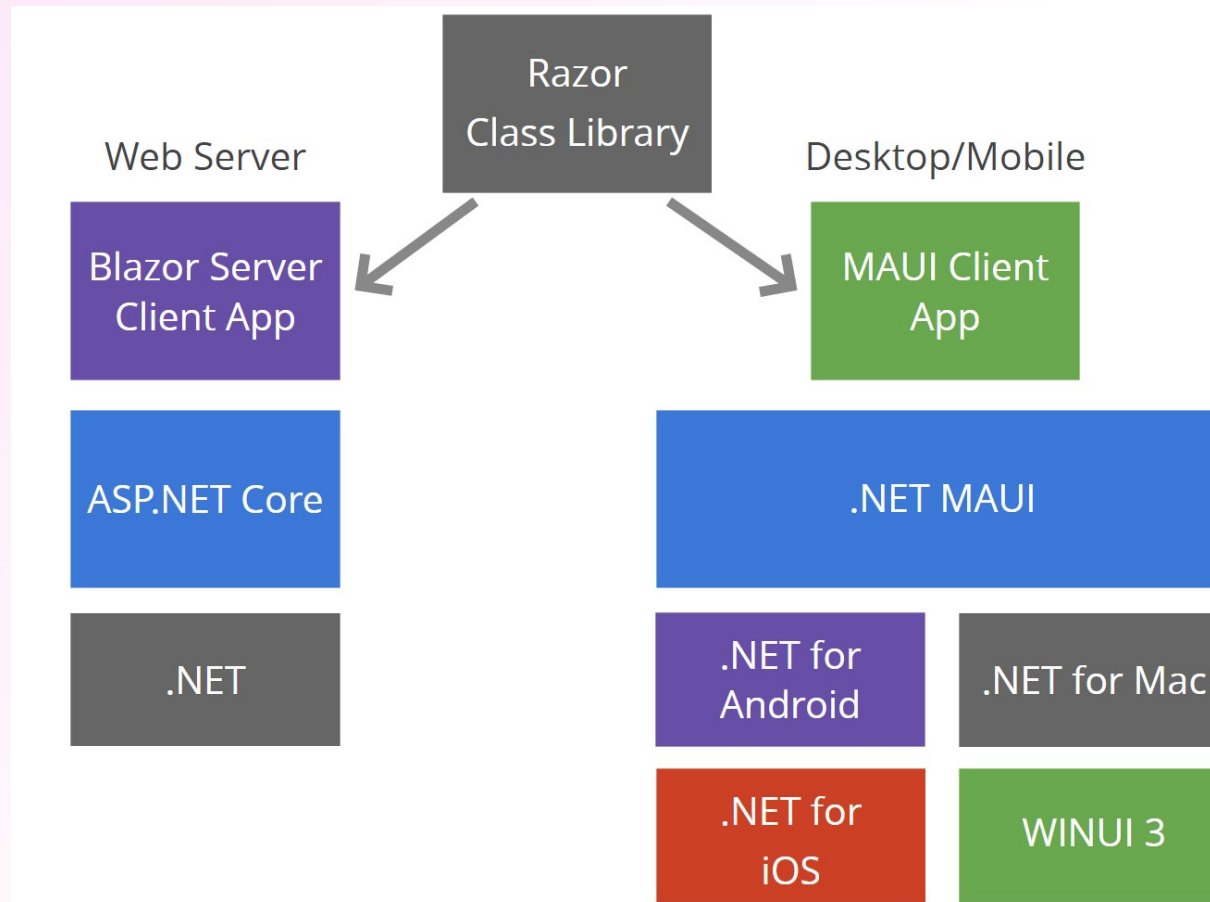 Razor
Class Library
Web Server
Desktop/Mobile
Blazor Server
Client App
MAUI Client
App
ASP.NET Core
.NET MAUI
.NET
.NET for
Android
.NET for Mac
.NET for
iOS
WINUI 3